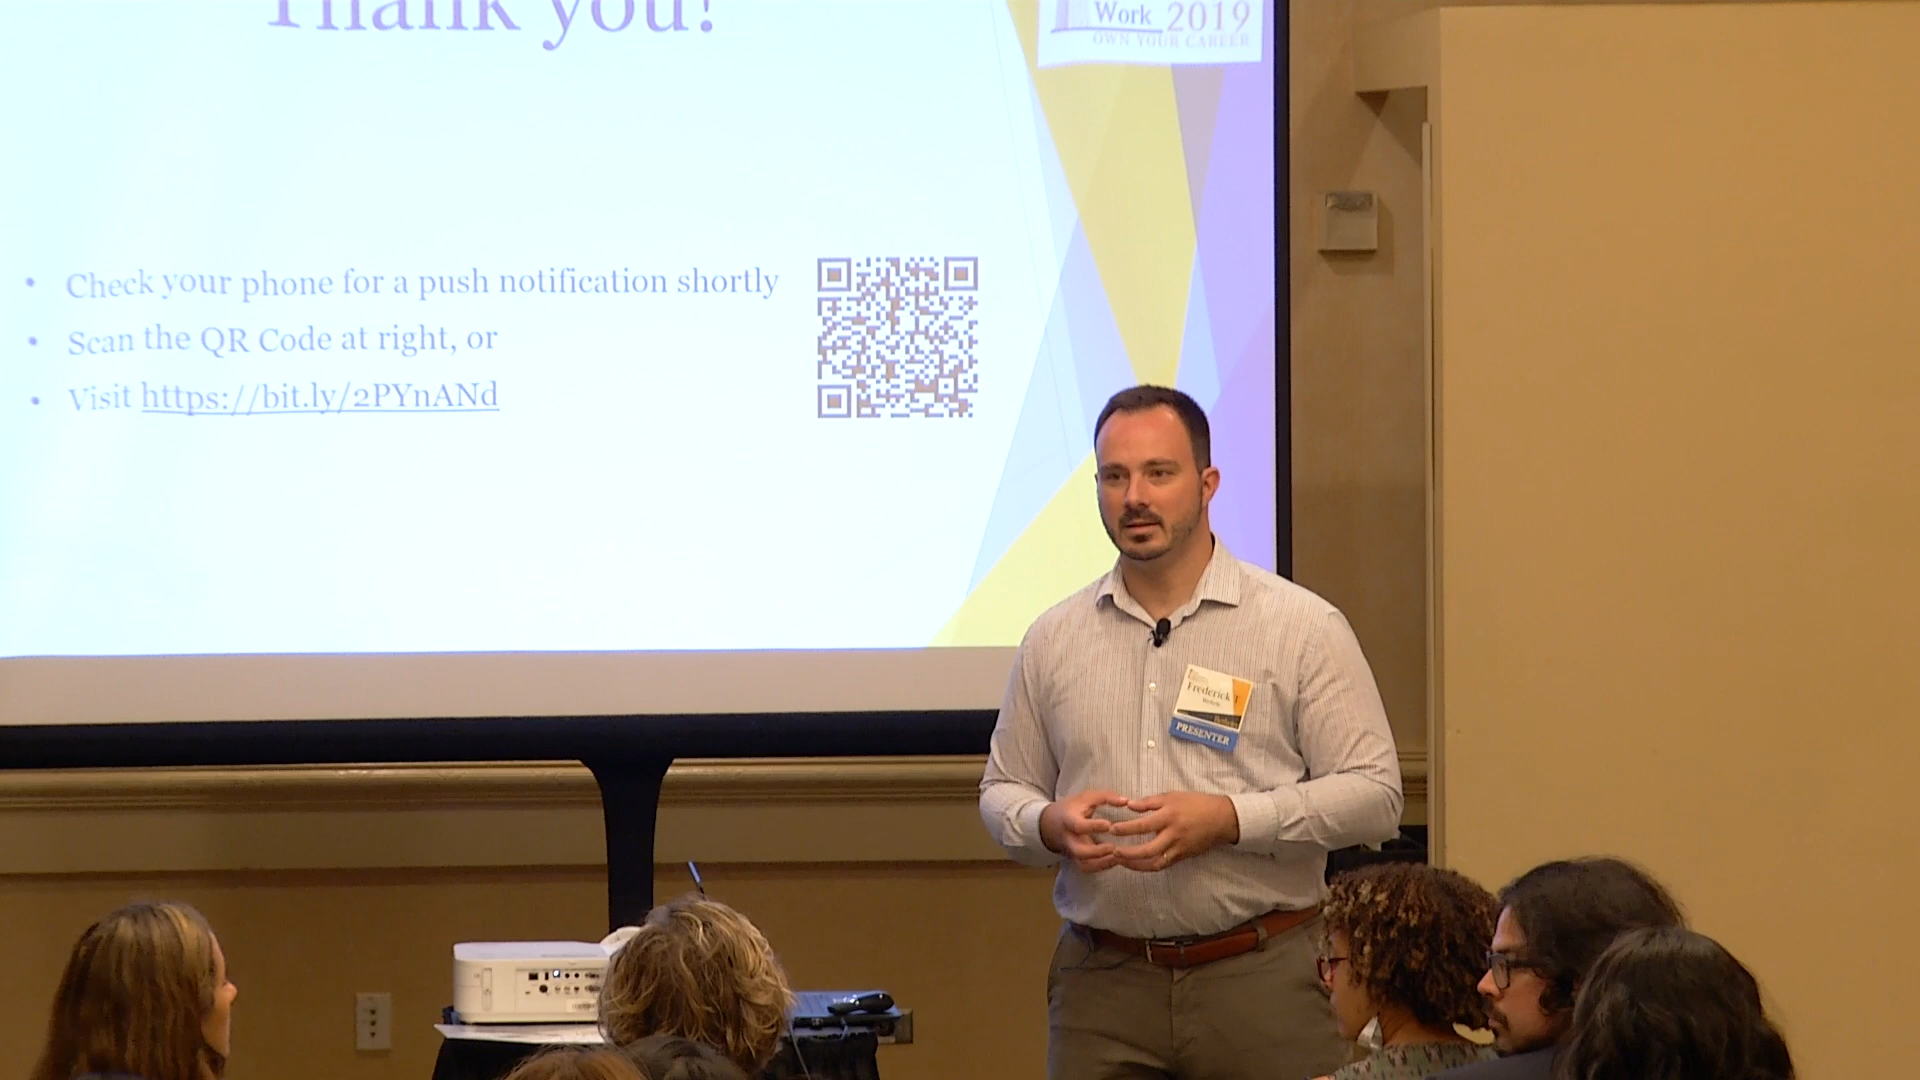 Thank you!
Work 2019
OWN YOUR CAREER
• Check your phone for a push notification shortly
• Scan the QR Code at right, or
• Visit https://bit.ly/2PYnANd
Frederick
PRESENTER